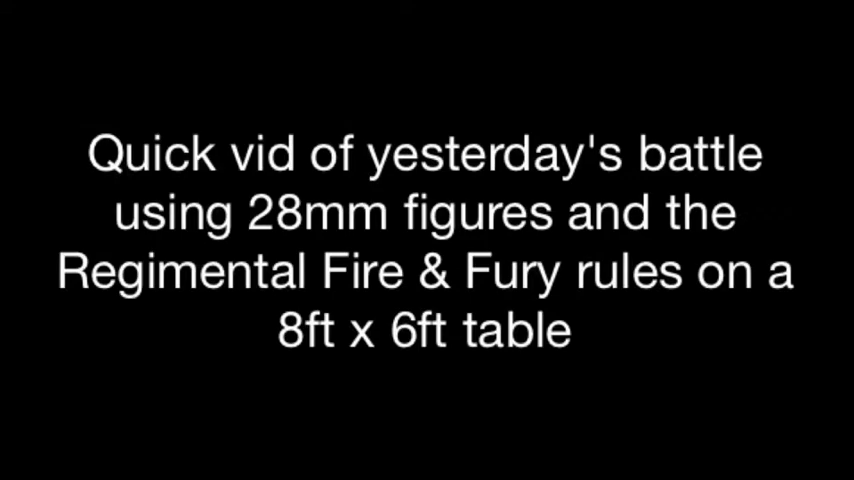 Quick vid of yesterday's battle
using 28mm figures and the
Regimental Fire & Fury rules on a
8ft x 6ft table